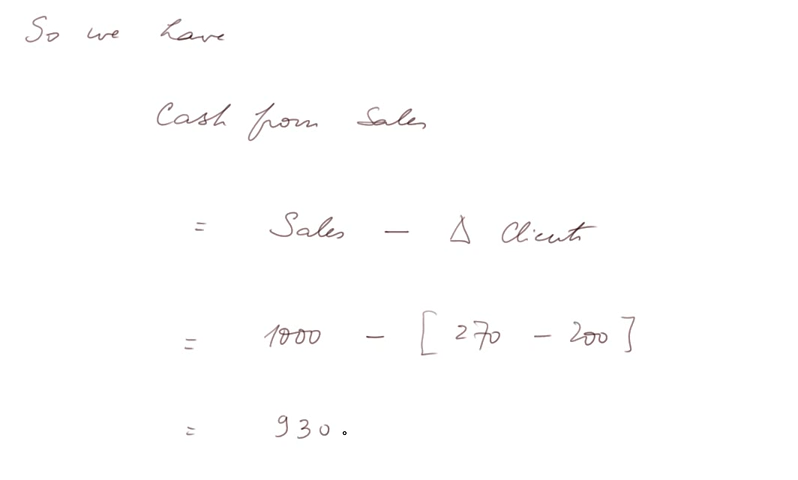 So we have
Cash from Sales
= Sales – Δ Clients
= 1000 – [270 – 200]
= 930.